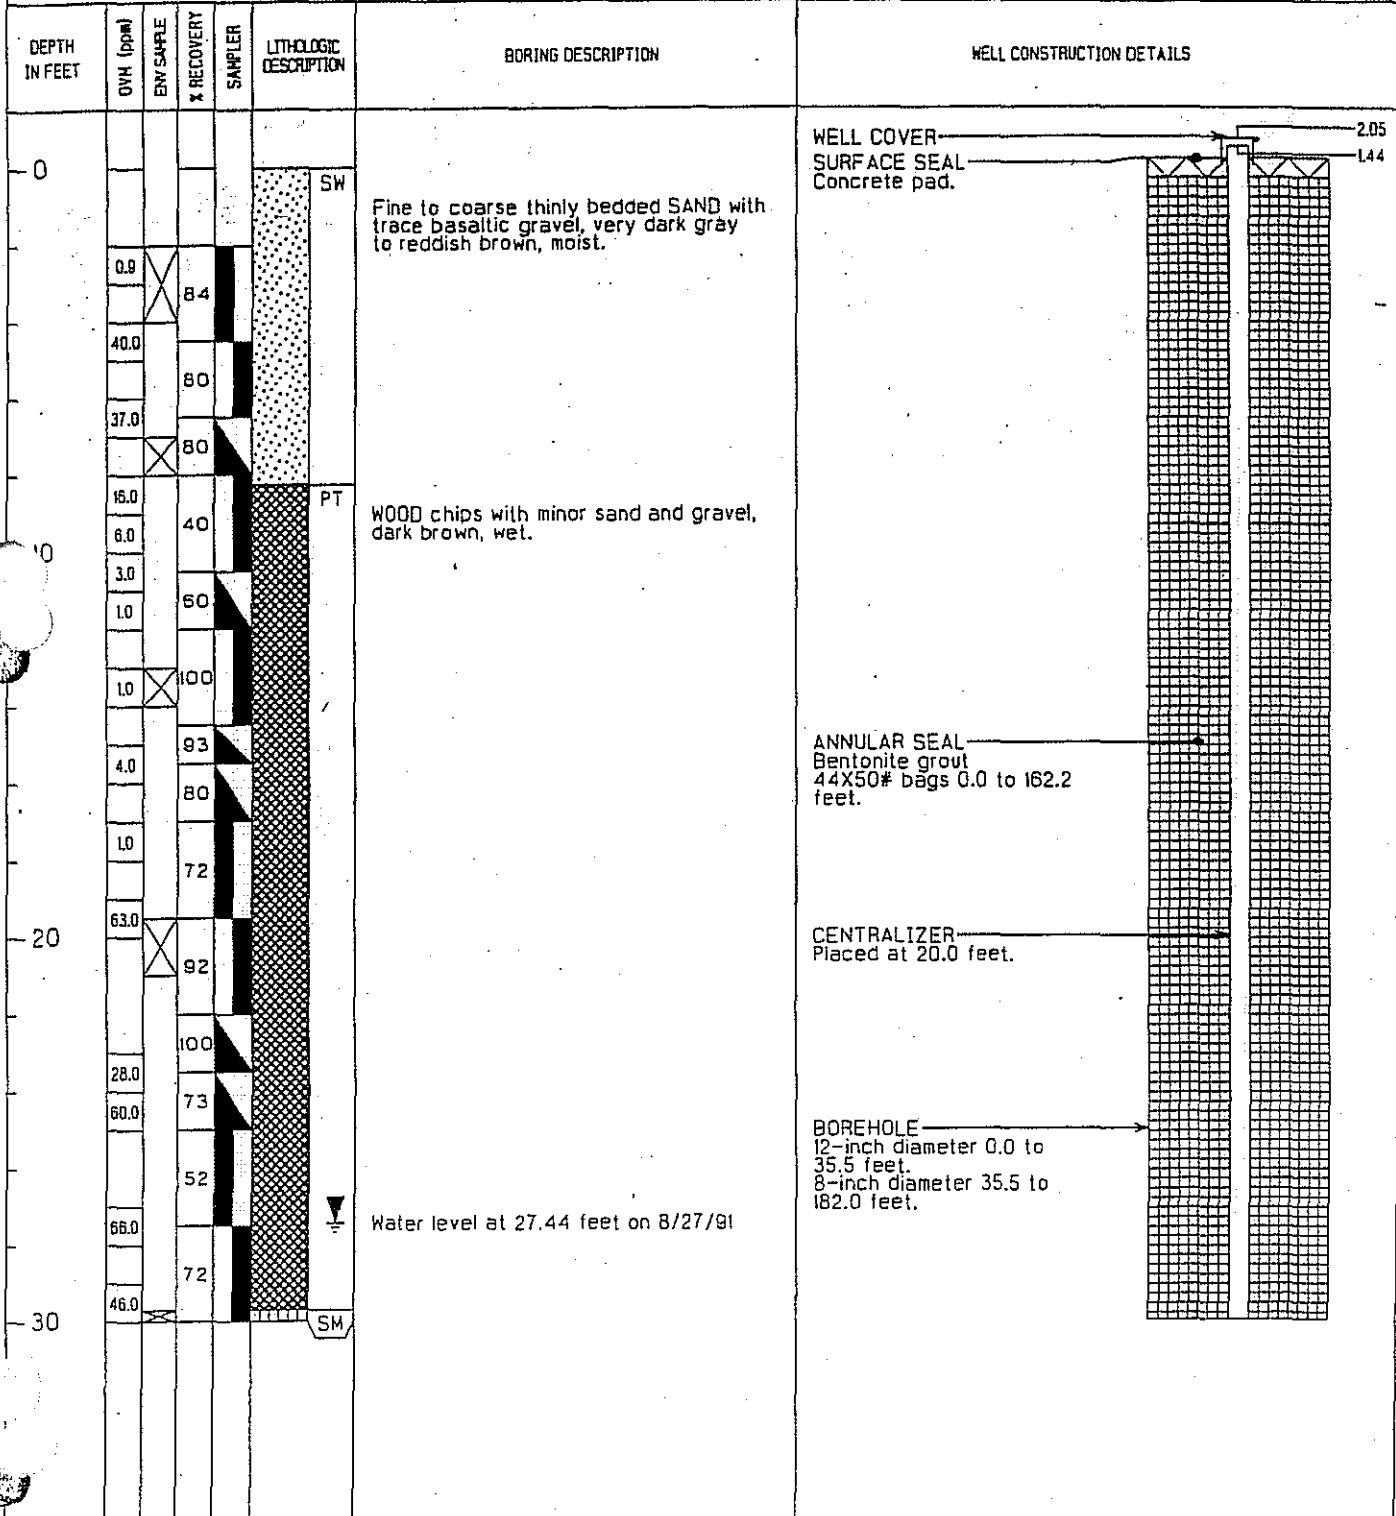 DEPTH
IN FEET
OVM (ppm)
ENV SAMPLE
% RECOVERY
SAMPLER
LITHOLOGIC
DESCRIPTION
BORING DESCRIPTION
WELL CONSTRUCTION DETAILS
WELL COVER
2.05
SURFACE SEAL
1.44
Concrete pad.
0
SW
Fine to coarse thinly bedded SAND with
trace basaltic gravel, very dark gray
to reddish brown, moist.
0.9
84
40.0
80
37.0
80
PT
15.0
WOOD chips with minor sand and gravel,
dark brown, wet.
40
6.0
3.0
60
1.0
100
1.0
93
ANNULAR SEAL
Bentonite grout
44X50# bags 0.0 to 162.2
feet.
4.0
80
1.0
72
63.0
20
CENTRALIZER
Placed at 20.0 feet.
92
100
28.0
73
60.0
BOREHOLE
12-inch diameter 0.0 to
35.5 feet.
8-inch diameter 35.5 to
182.0 feet.
52
66.0
Water level at 27.44 feet on 8/27/91
72
46.0
30
SM